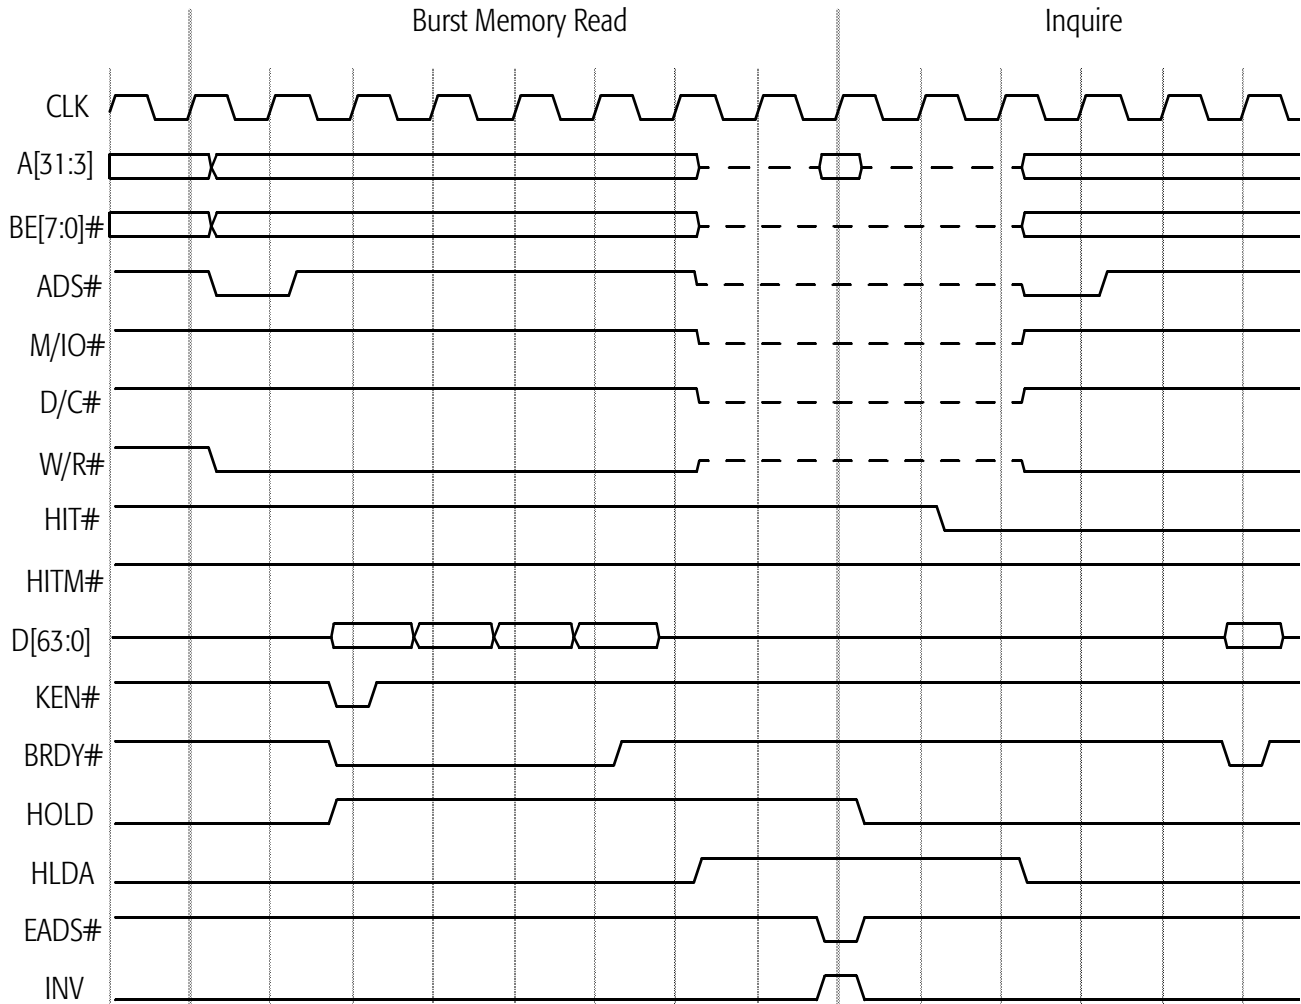 Burst Memory Read
Inquire
CLK
A[31:3]
BE[7:0]#
ADS#
M/IO#
D/C#
W/R#
HIT#
HITM#
D[63:0]
KEN#
BRDY#
HOLD
HLDA
EADS#
INV